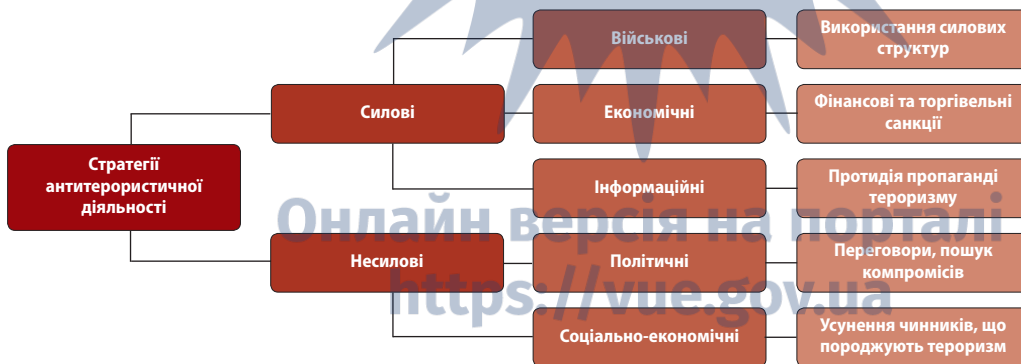 Стратегії
антитерористичної
діяльності
Силові
Військові
Використання силових
структур
Економічні
Фінансові та торгівельні
санкції
Інформаційні
Протидія пропаганді
тероризму
Несилові
Політичні
Переговори, пошук
компромісів
Соціально-економічні
Усунення чинників, що
породжують тероризм
Онлайн версія на порталі
https://vue.gov.ua